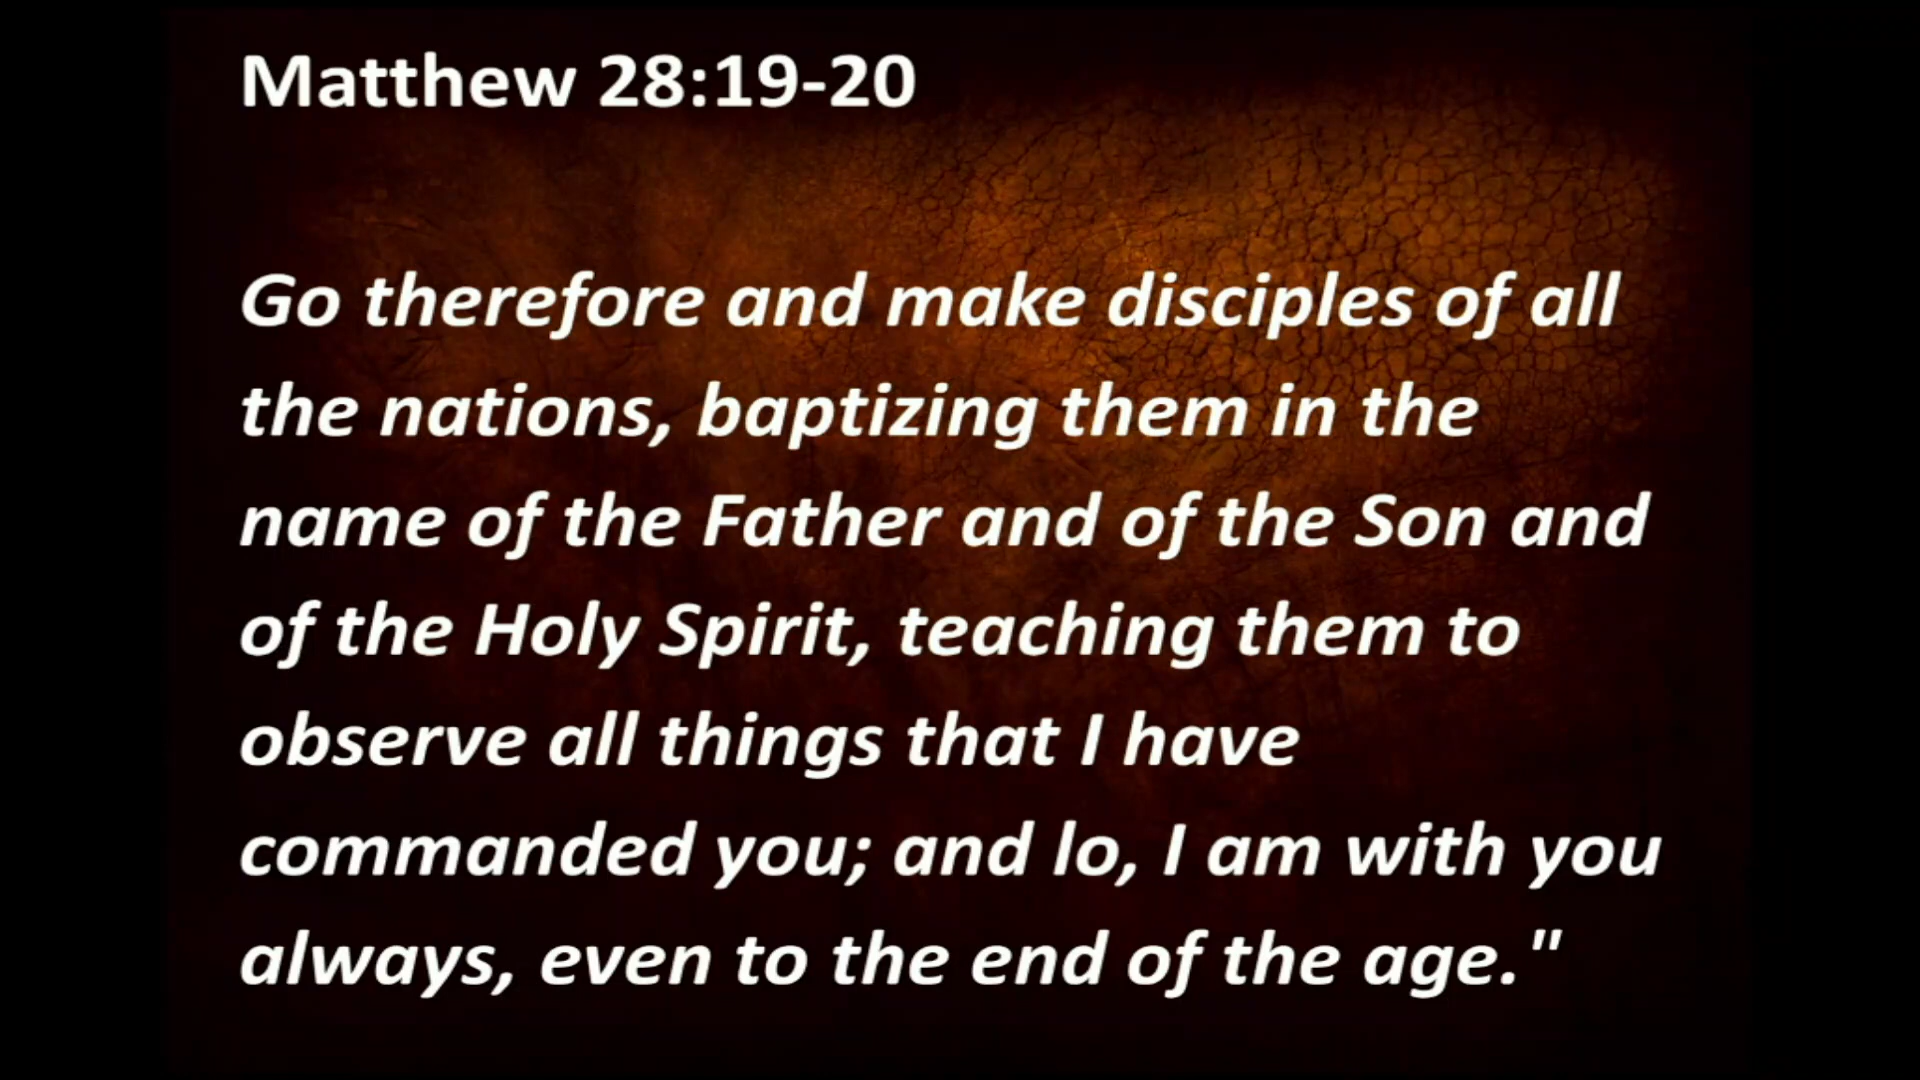 Matthew 28:19-20
Go therefore and make disciples of all
the nations, baptizing them in the
name of the Father and of the Son and
of the Holy Spirit, teaching them to
observe all things that I have
commanded you; and lo, I am with you
always, even to the end of the age."